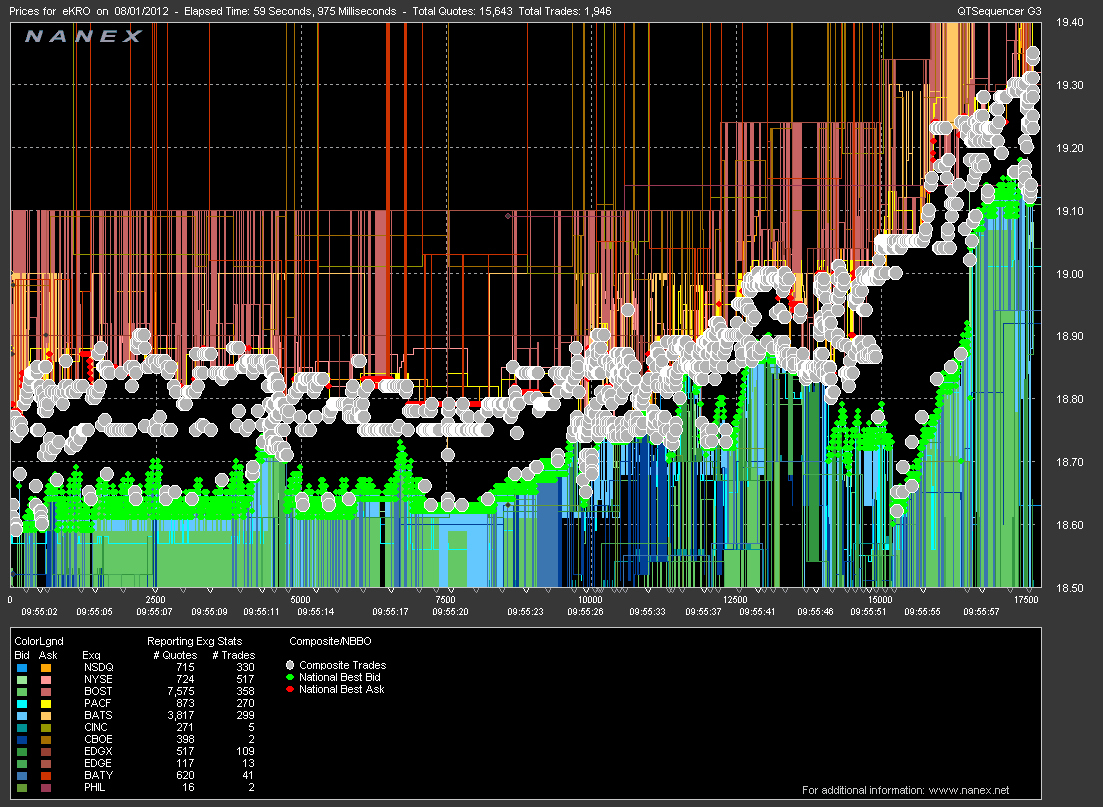 Prices for eKRO on 08/01/2012 - Elapsed Time: 59 Seconds, 975 Milliseconds - Total Quotes: 15,643 Total Trades: 1,946 QTSequencer G3
NANEX
19.40
19.30
19.20
19.10
19.00
18.90
18.80
18.70
18.60
18.50
0 2500 5000 7500 10000 12500 15000 17500
09:55:02 09:55:05 09:55:07 09:55:09 09:55:11 09:55:14 09:55:17 09:55:20 09:55:23 09:55:26 09:55:33 09:55:37 09:55:41 09:55:46 09:55:51 09:55:55 09:55:57
ColorLgnd Reporting Exg Stats Composite/NBBO
Bid Ask Exq # Quotes # Trades
NSDQ 715 330
NYSE 724 517
BOST 7,575 358
PACF 873 270
BATS 3,817 299
CINC 271 5
CBOE 398 2
EDGX 517 109
EDGE 117 13
BATY 620 41
PHIL 16 2
Composite Trades
National Best Bid
National Best Ask
For additional information: www.nanex.net